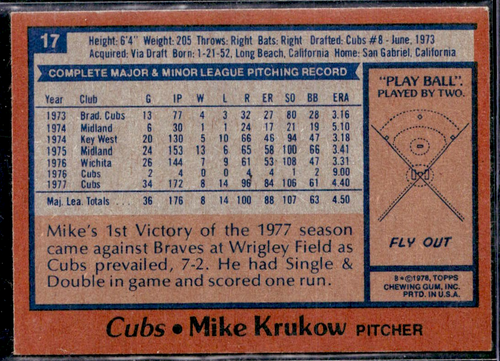 17
Height: 6'4" Weight: 205 Throws: Right Bats: Right Drafted: Cubs #8 - June, 1973
Acquired: Via Draft Born: 1-21-52, Long Beach, California Home: San Gabriel, California
COMPLETE MAJOR & MINOR LEAGUE PITCHING RECORD
Year Club G IP W L R ER SO BB ERA
1973 Brad. Cubs 13 77 4 3 32 27 80 28 3.16
1974 Midland 6 30 1 1 24 17 21 19 5.10
1974 Key West 20 130 5 10 66 46 94 47 3.18
1975 Midland 24 153 13 6 65 58 100 66 3.41
1976 Wichita 26 144 7 9 61 53 108 47 3.31
1976 Cubs 2 4 0 0 4 4 1 2 9.00
1977 Cubs 34 172 8 14 96 84 106 61 4.40
Maj. Lea. Totals . . . 36 176 8 14 100 88 107 63 4.50
Mike's 1st Victory of the 1977 season
came against Braves at Wrigley Field as
Cubs prevailed, 7-2. He had Single &
Double in game and scored one run.
"PLAY BALL".
PLAYED BY TWO.
FLY OUT
B * © 1978, TOPPS
CHEWING GUM, INC.
PRTD. IN U.S.A.
Cubs • Mike Krukow PITCHER